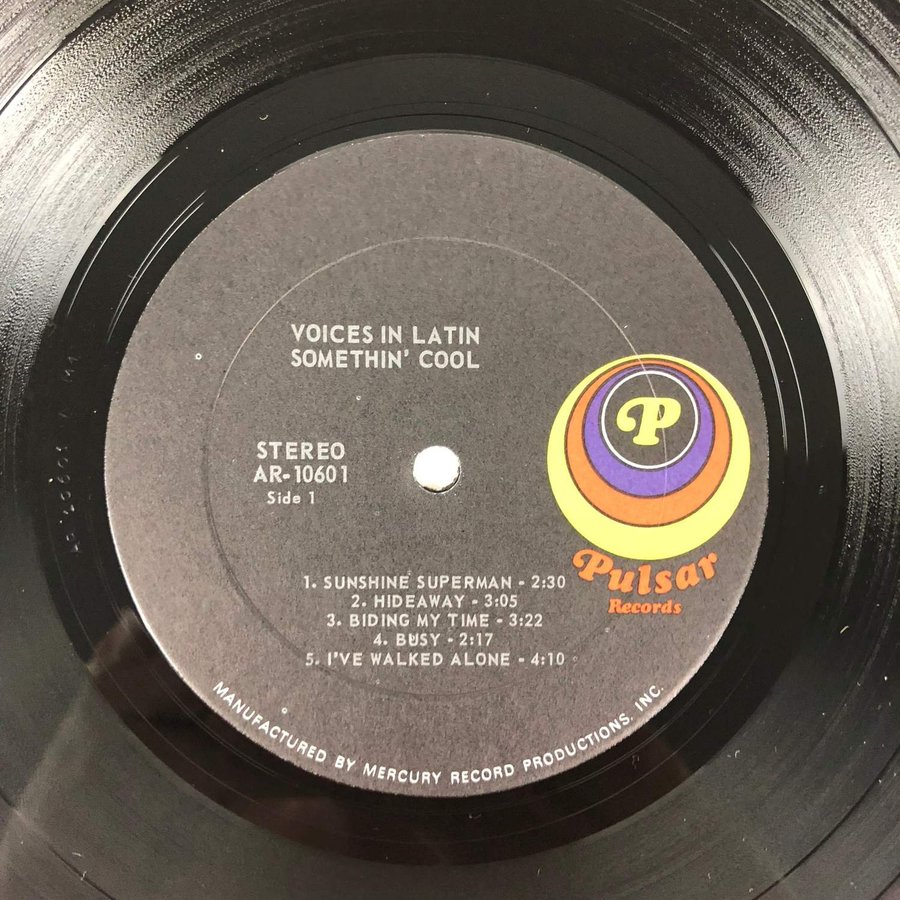 VOICES IN LATIN
SOMETHIN' COOL
STEREO
AR-10601
Side 1
P
Pulsar
Records
1. SUNSHINE SUPERMAN - 2:30
2. HIDEAWAY - 3:05
3. BIDING MY TIME - 3:22
4. BUSY - 2:17
5. I'VE WALKED ALONE - 4:10
MANUFACTURED BY MERCURY RECORD PRODUCTIONS, INC.